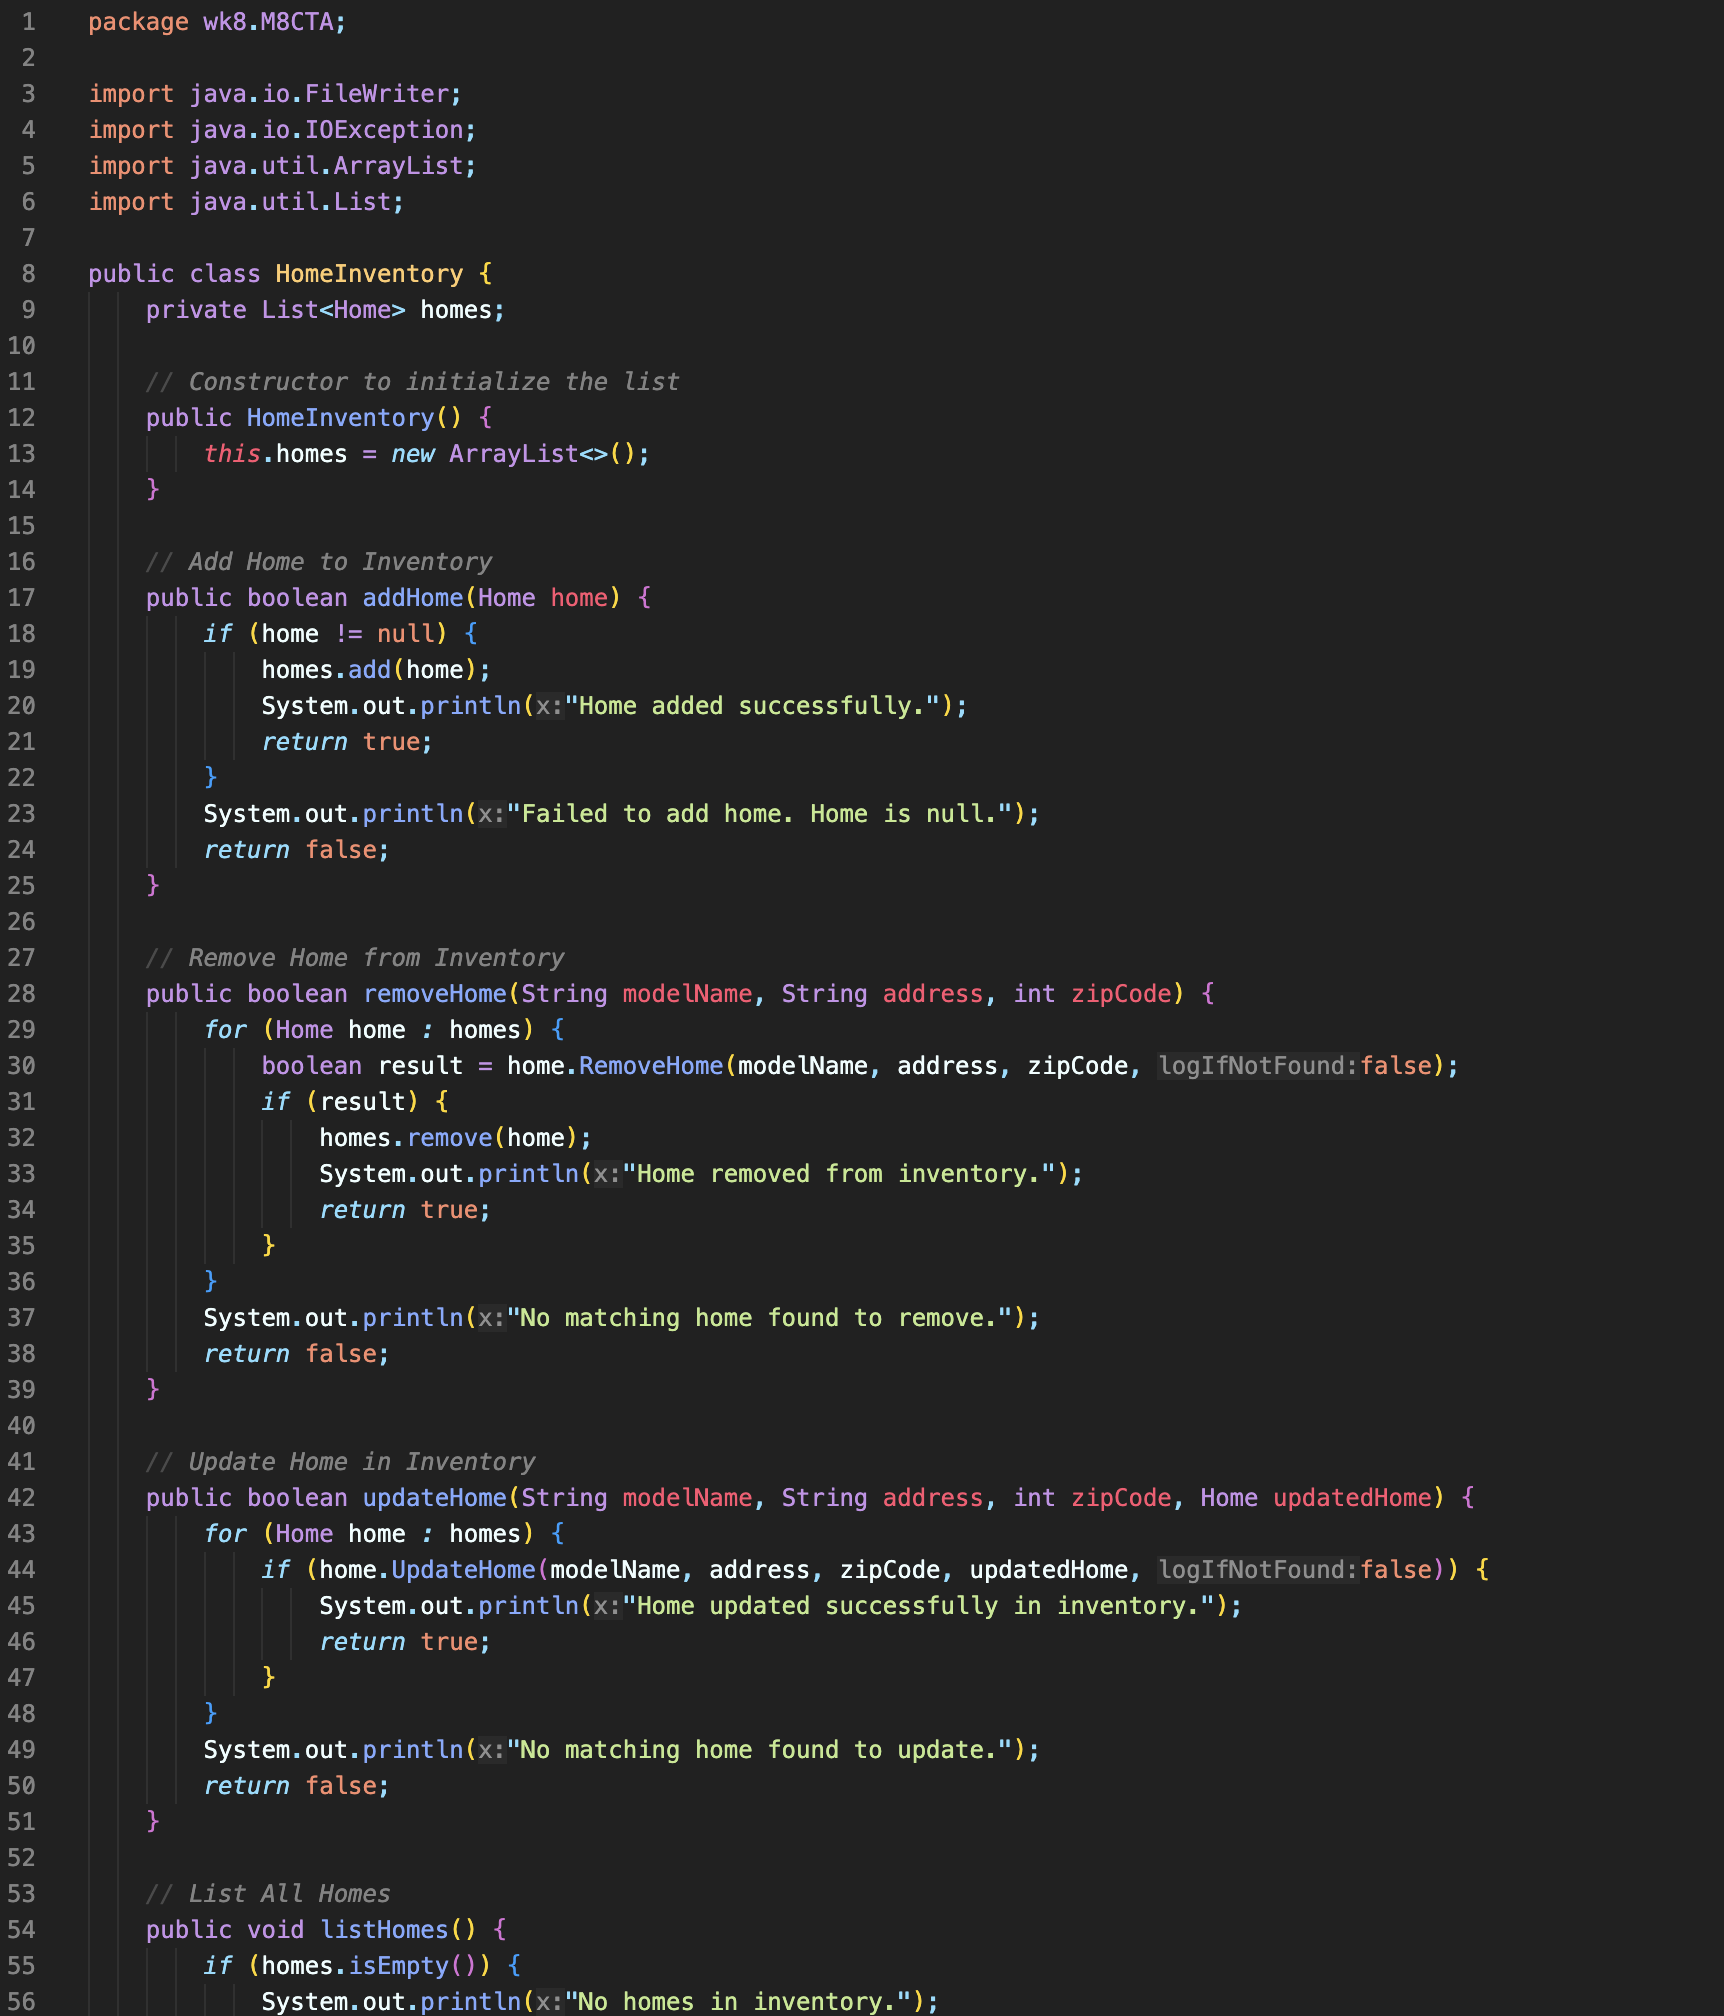 1 package wk8.M8CTA;
2
3 import java.io.FileWriter;
4 import java.io.IOException;
5 import java.util.ArrayList;
6 import java.util.List;
7
8 public class HomeInventory {
9 private List<Home> homes;
10
11 // Constructor to initialize the list
12 public HomeInventory() {
13 this.homes = new ArrayList<>();
14 }
15
16 // Add Home to Inventory
17 public boolean addHome(Home home) {
18 if (home != null) {
19 homes.add(home);
20 System.out.println(x:"Home added successfully.");
21 return true;
22 }
23 System.out.println(x:"Failed to add home. Home is null.");
24 return false;
25 }
26
27 // Remove Home from Inventory
28 public boolean removeHome(String modelName, String address, int zipCode) {
29 for (Home home : homes) {
30 boolean result = home.RemoveHome(modelName, address, zipCode, logIfNotFound:false);
31 if (result) {
32 homes.remove(home);
33 System.out.println(x:"Home removed from inventory.");
34 return true;
35 }
36 }
37 System.out.println(x:"No matching home found to remove.");
38 return false;
39 }
40
41 // Update Home in Inventory
42 public boolean updateHome(String modelName, String address, int zipCode, Home updatedHome) {
43 for (Home home : homes) {
44 if (home.UpdateHome(modelName, address, zipCode, updatedHome, logIfNotFound:false)) {
45 System.out.println(x:"Home updated successfully in inventory.");
46 return true;
47 }
48 }
49 System.out.println(x:"No matching home found to update.");
50 return false;
51 }
52
53 // List All Homes
54 public void listHomes() {
55 if (homes.isEmpty()) {
56 System.out.println(x:"No homes in inventory.");